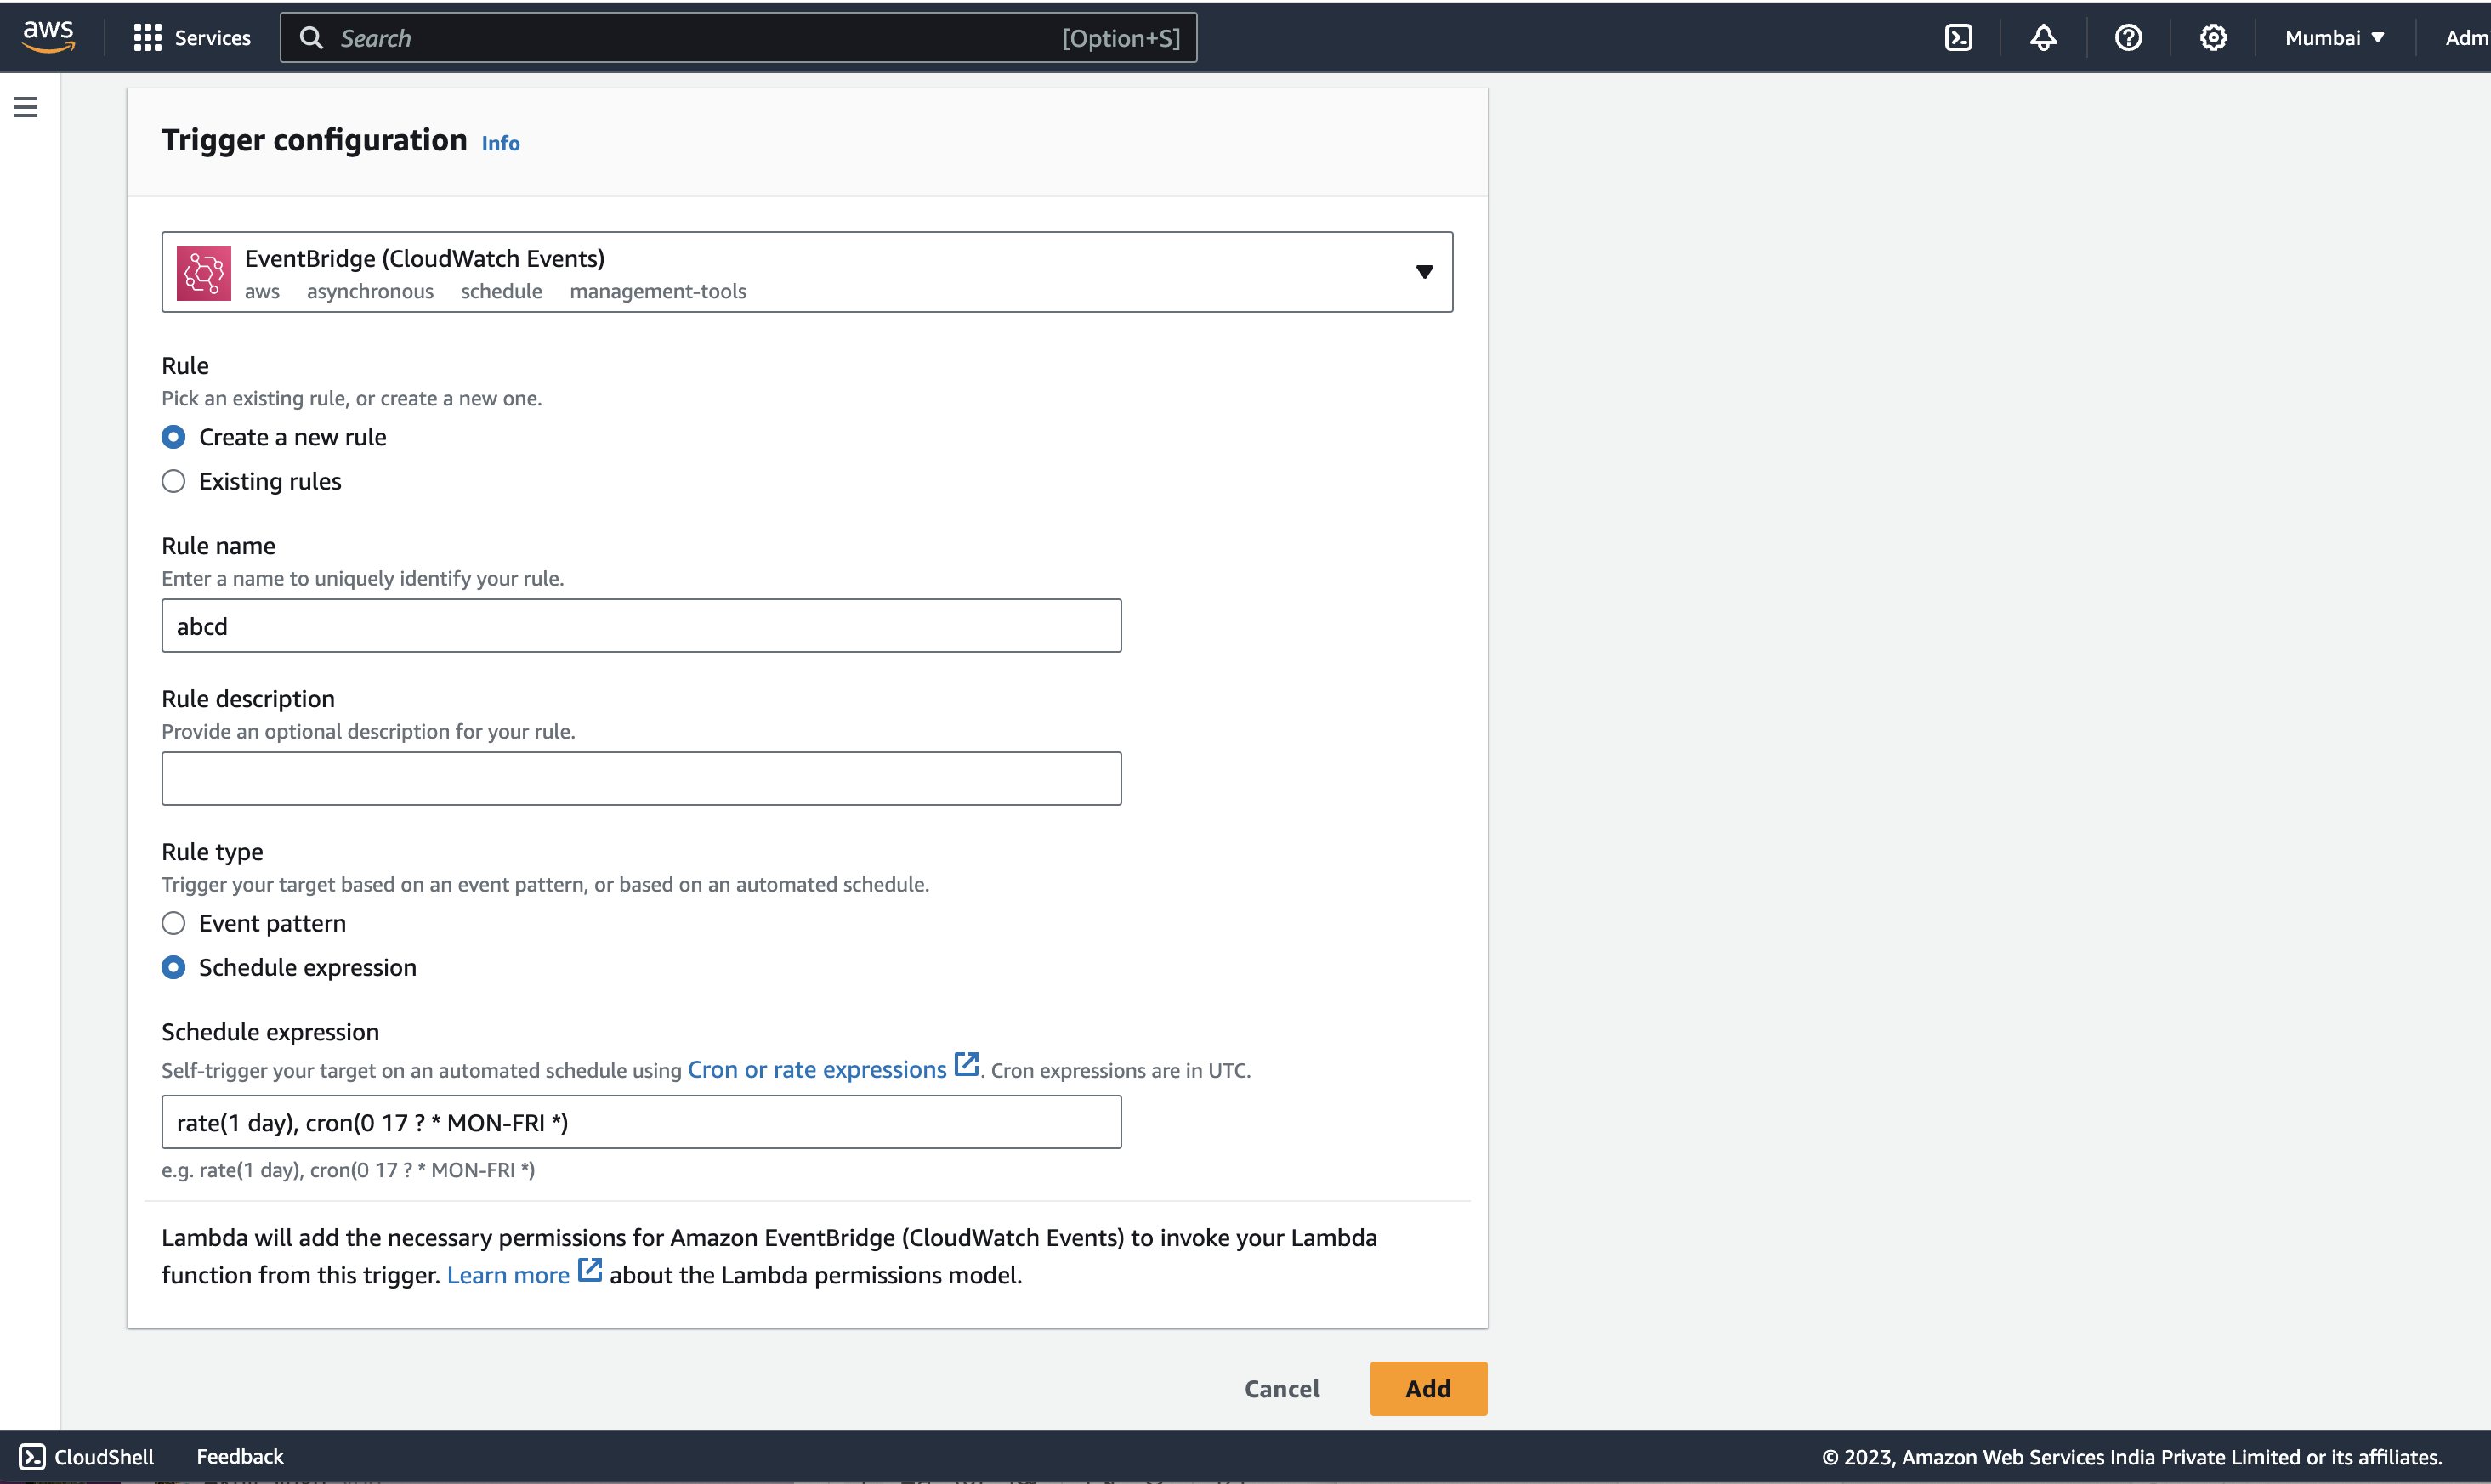 aws
Services
Search
[Option+S]
Mumbai
Adm
Trigger configuration Info
EventBridge (CloudWatch Events)
aws asynchronous schedule management-tools
Rule
Pick an existing rule, or create a new one.
Create a new rule
Existing rules
Rule name
Enter a name to uniquely identify your rule.
abcd
Rule description
Provide an optional description for your rule.
Rule type
Trigger your target based on an event pattern, or based on an automated schedule.
Event pattern
Schedule expression
Schedule expression
Self-trigger your target on an automated schedule using Cron or rate expressions. Cron expressions are in UTC.
rate(1 day), cron(0 17 ? * MON-FRI *)
e.g. rate(1 day), cron(0 17 ? * MON-FRI *)
Lambda will add the necessary permissions for Amazon EventBridge (CloudWatch Events) to invoke your Lambda
function from this trigger. Learn more about the Lambda permissions model.
Cancel
Add
CloudShell
Feedback
© 2023, Amazon Web Services India Private Limited or its affiliates.